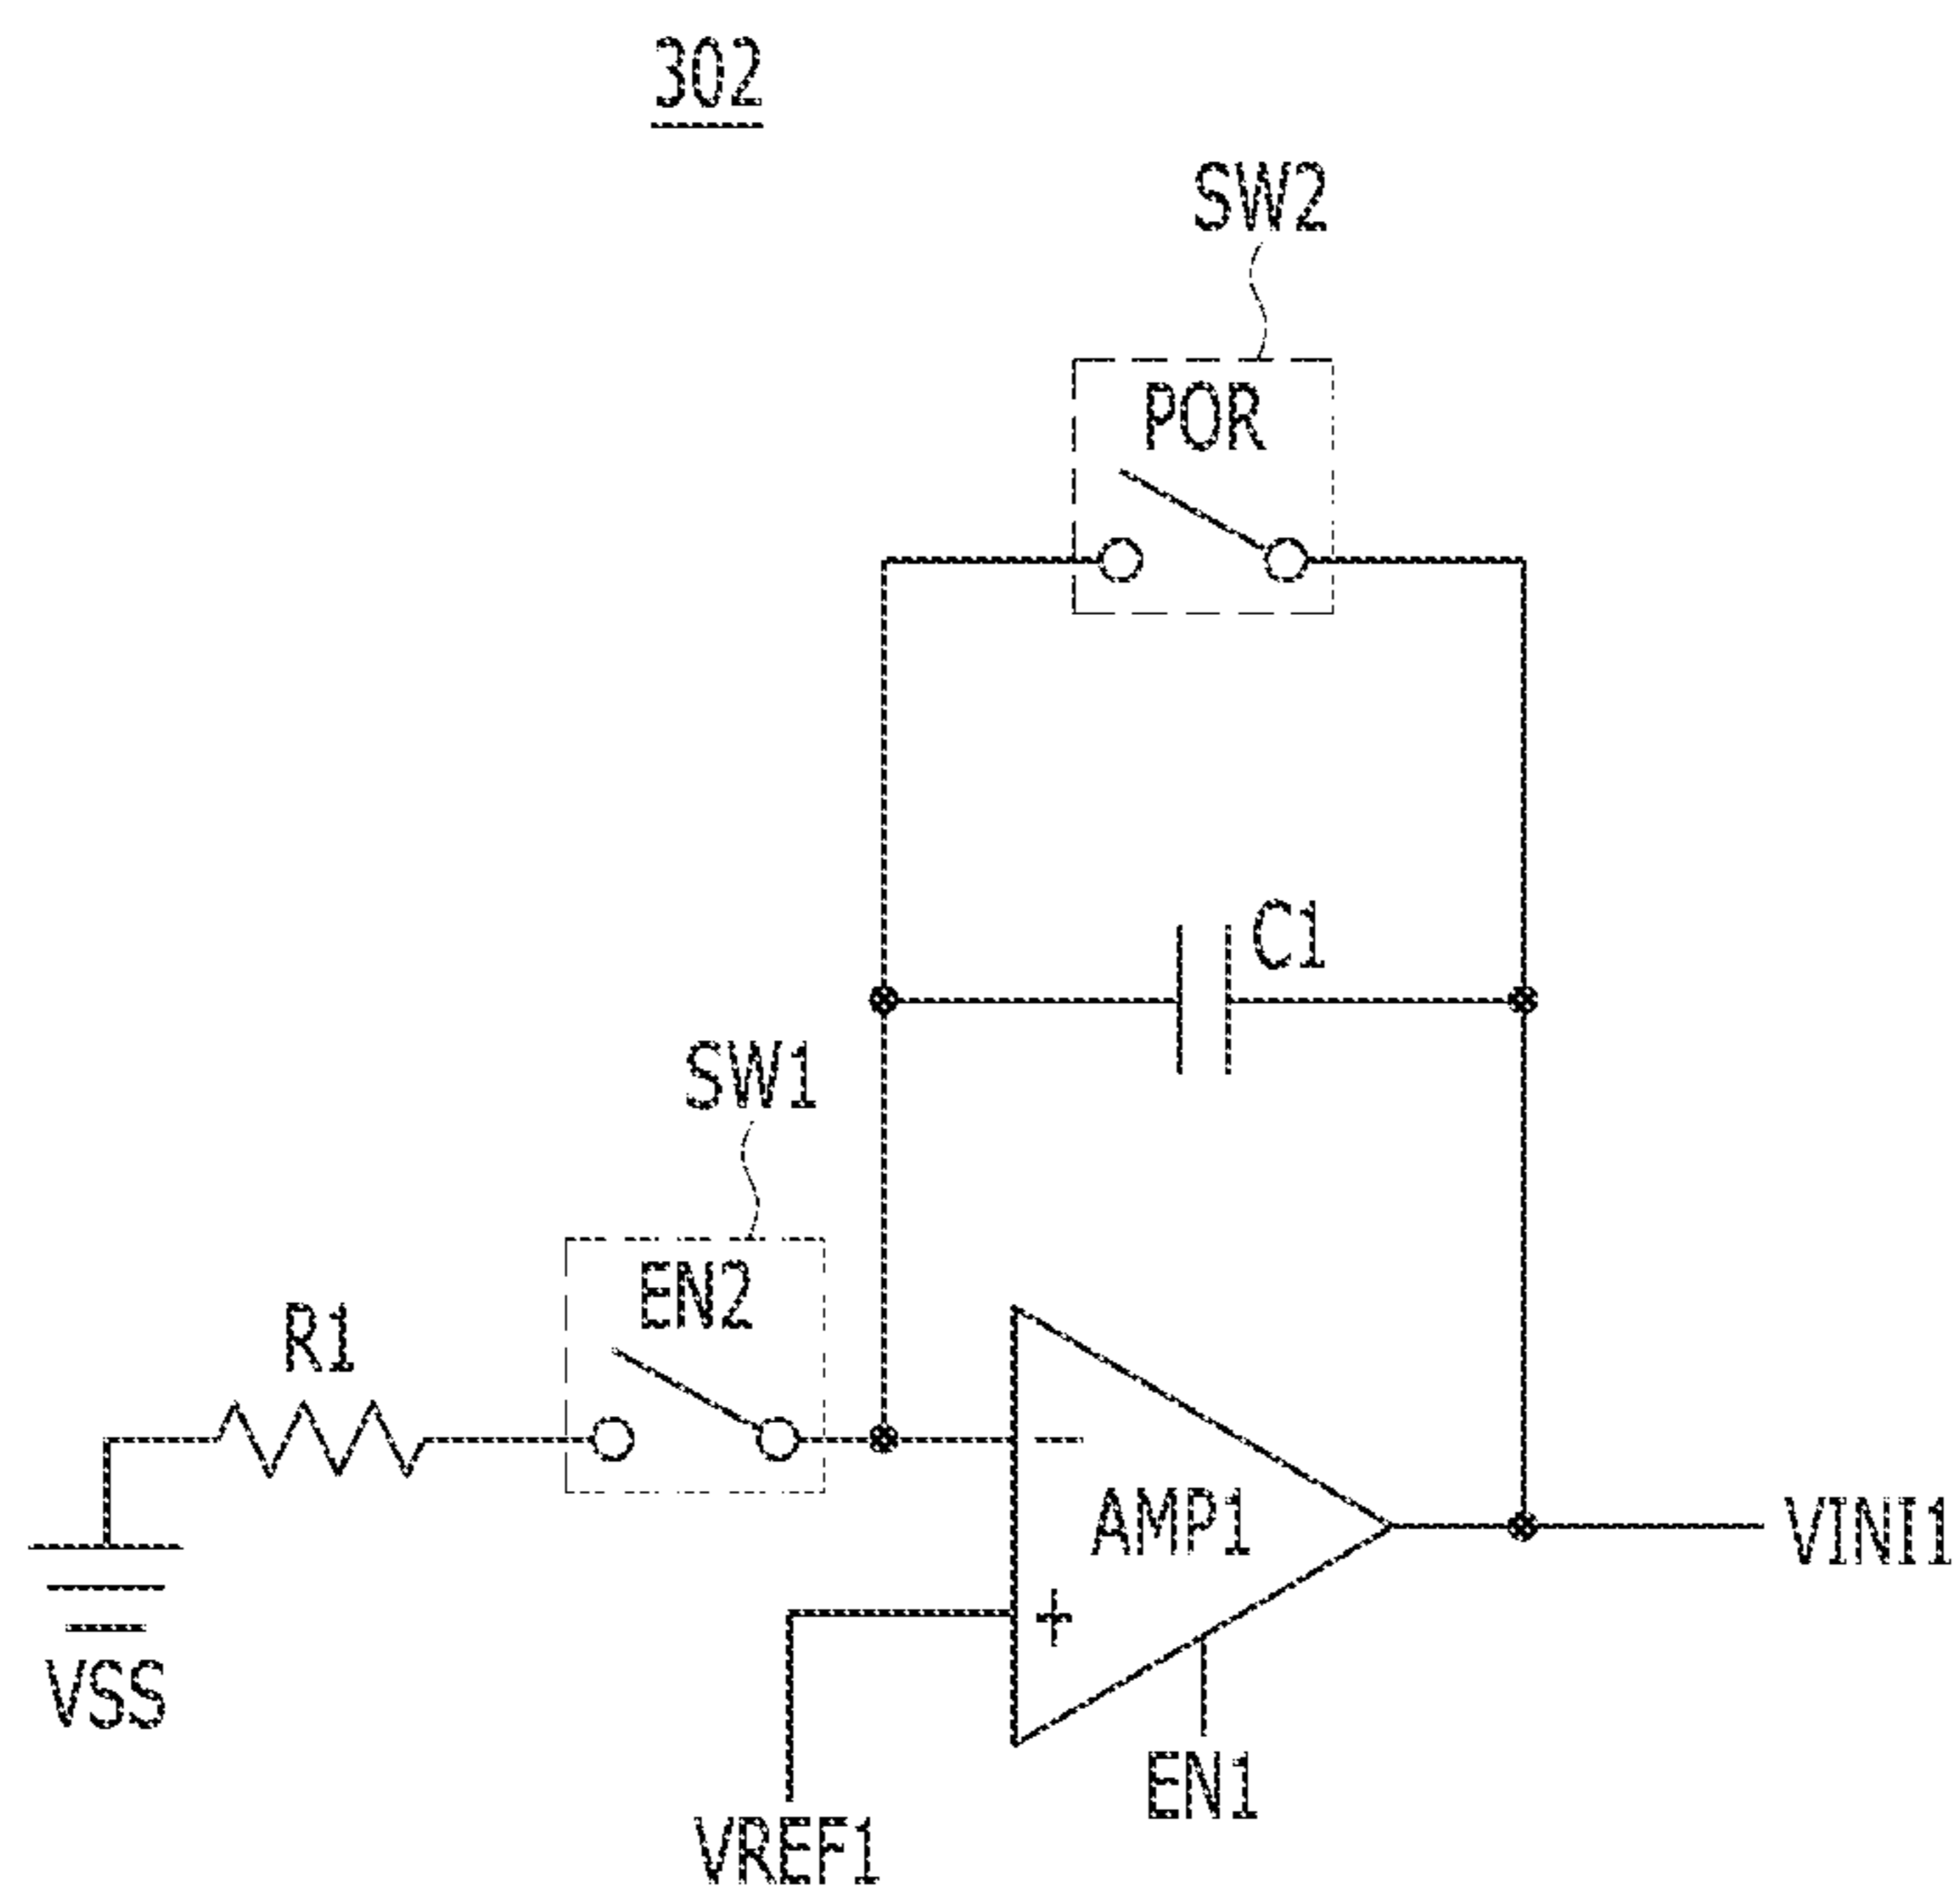 302
SW2
POR
C1
SW1
EN2
R1
AMP1
VINI1
VSS
EN1
VREF1